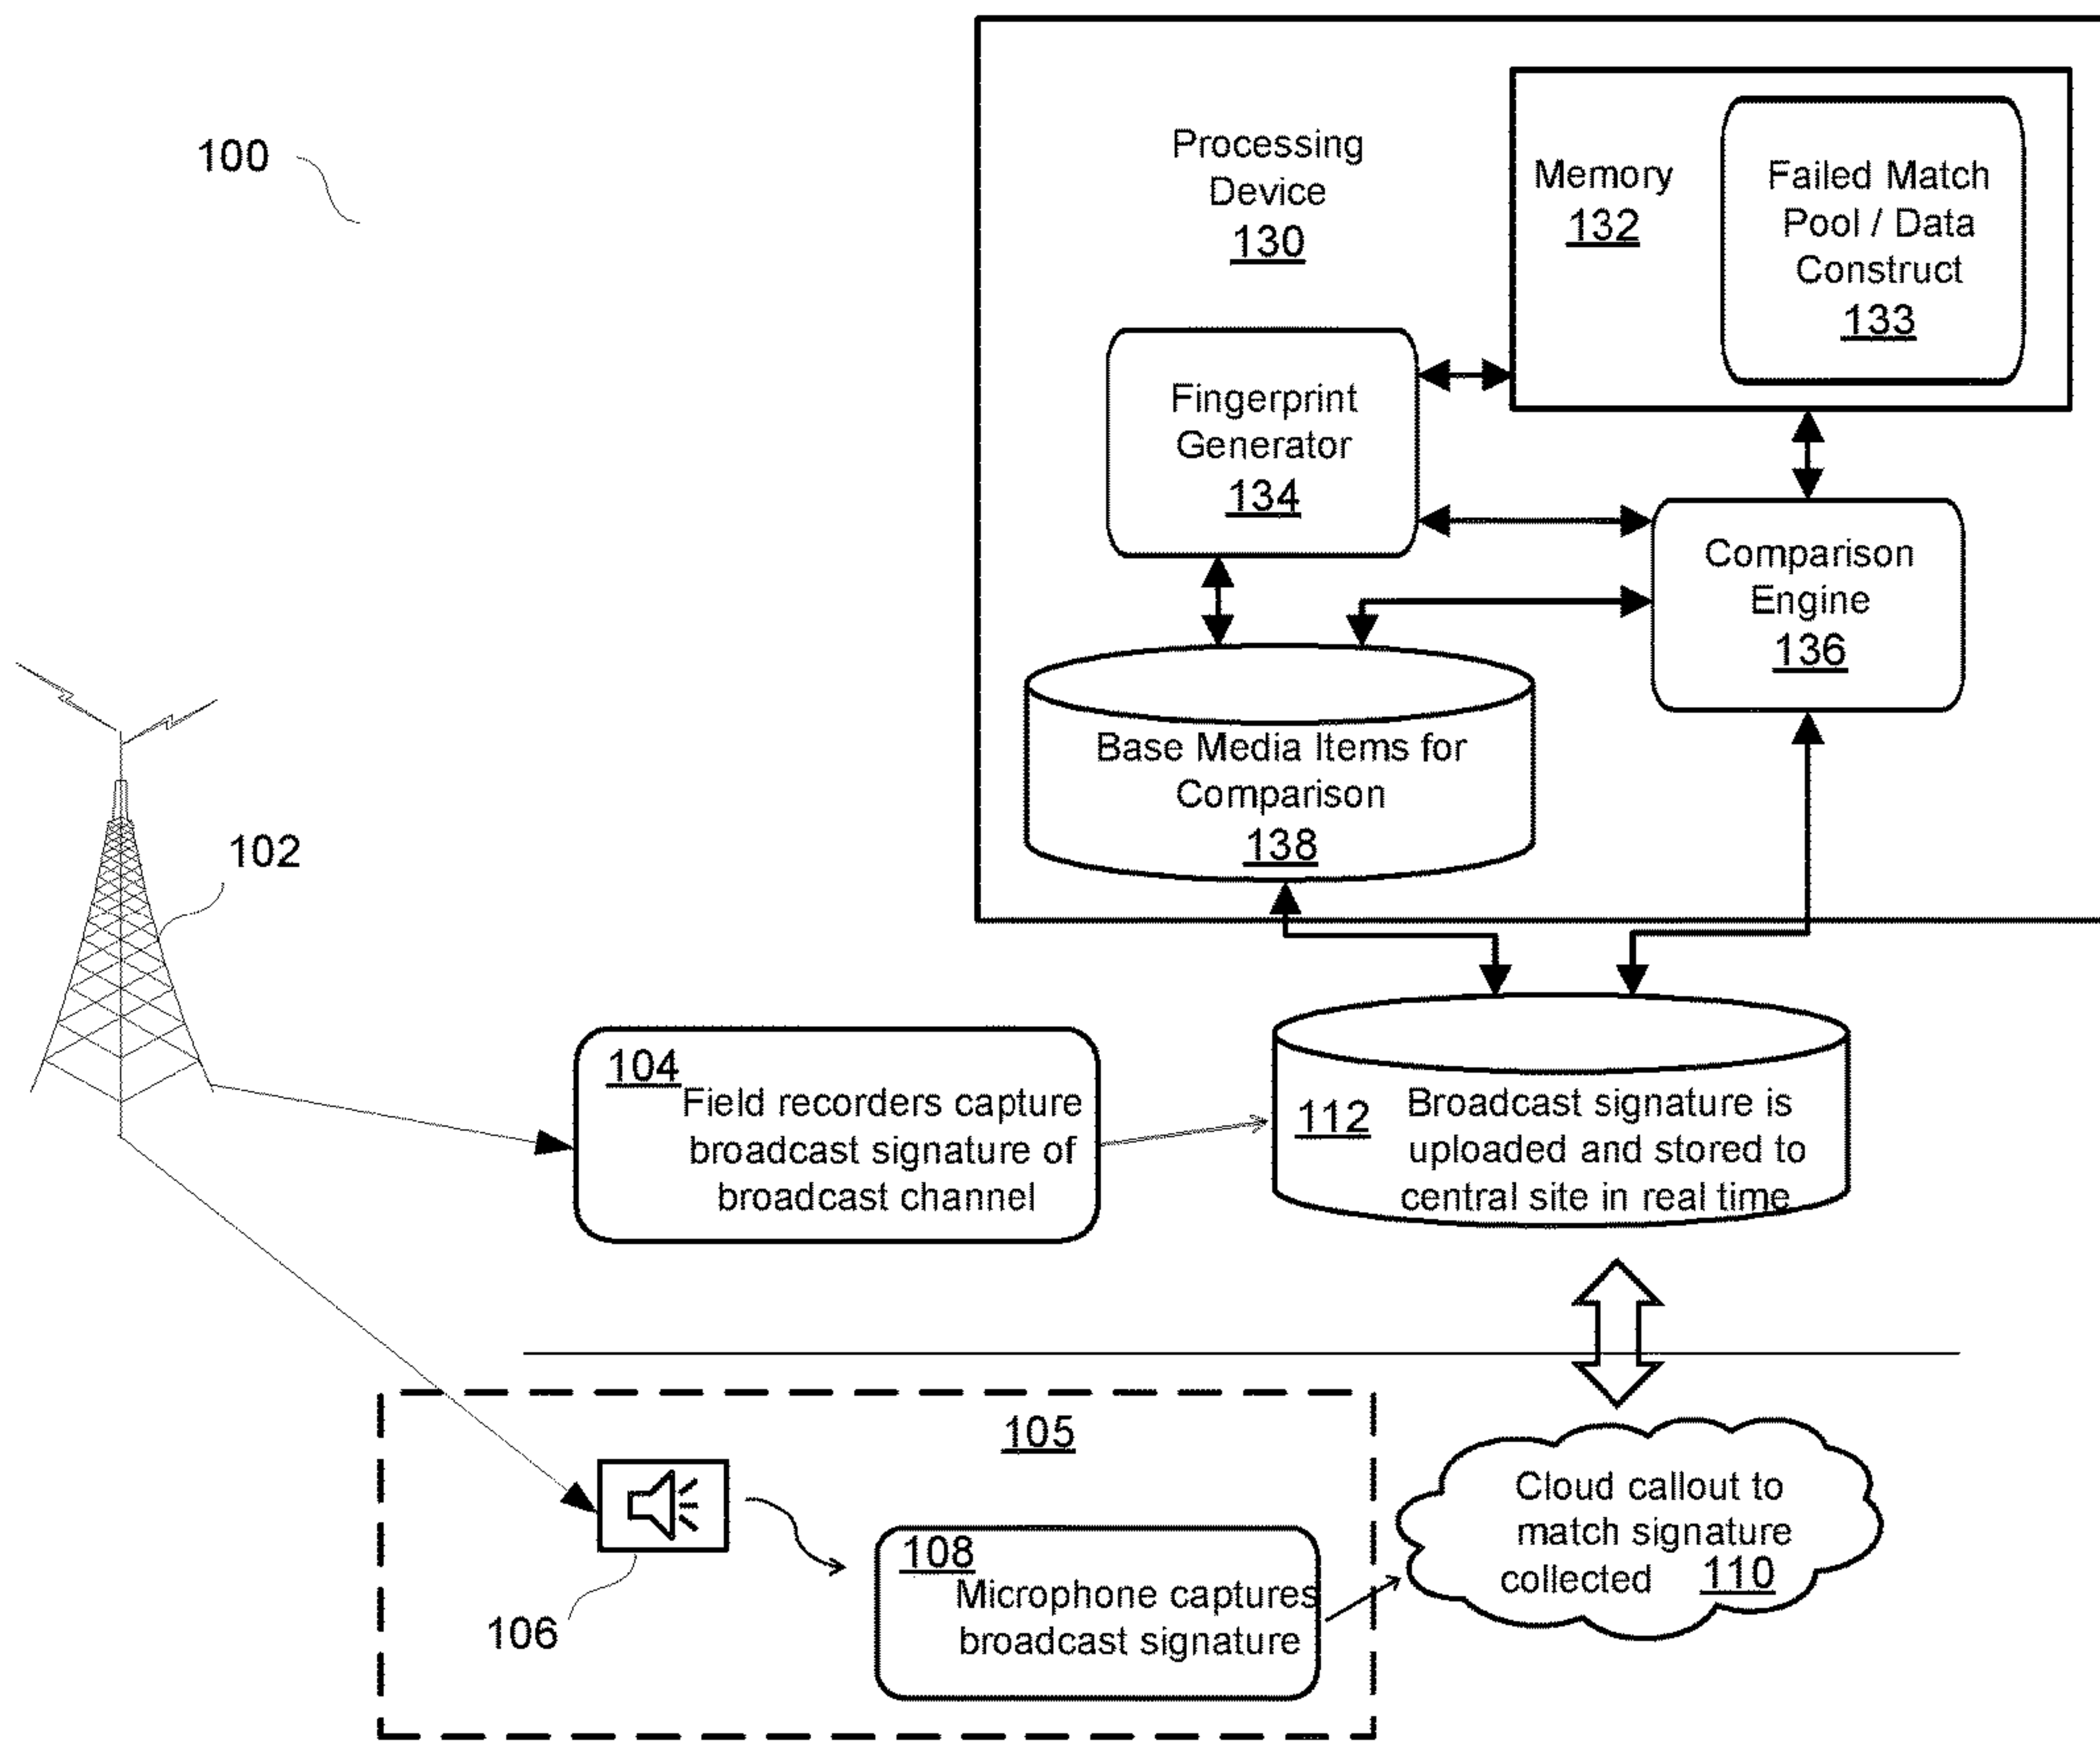 100
Processing
Device
130
Memory
132
Failed Match
Pool / Data
Construct
133
Fingerprint
Generator
134
Comparison
Engine
136
Base Media Items for
Comparison
138
102
104
Field recorders capture
broadcast signature of
broadcast channel
112
Broadcast signature is
uploaded and stored to
central site in real time
105
106
108
Microphone captures
broadcast signature
Cloud callout to
match signature
collected 110